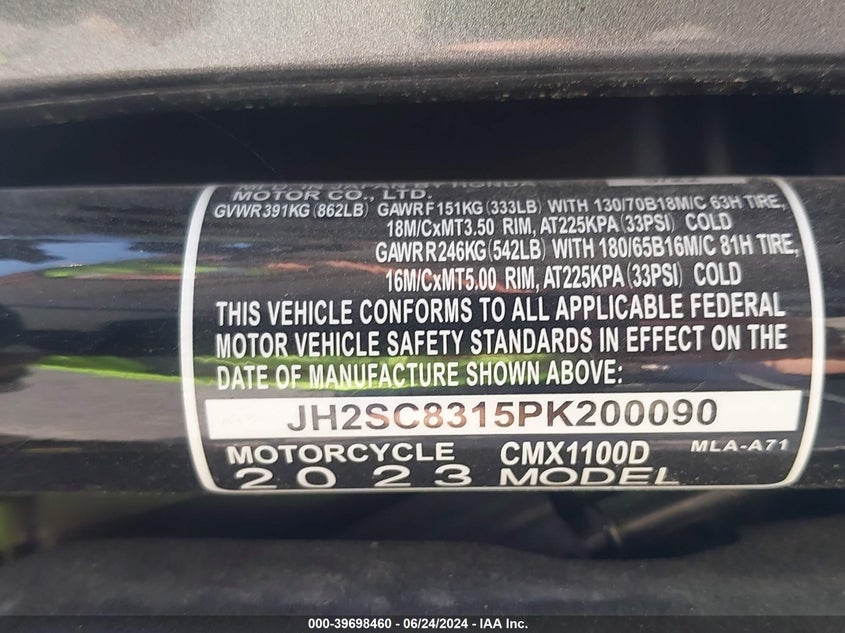 MOTOR CO., LTD.
GVWR391KG (862LB) GAWRF151KG (333LB) WITH 130/70B18M/C 63H TIRE,
18M/CxMT3.50 RIM, AT225KPA (33PSI) COLD
GAWRR246KG (542LB) WITH 180/65B16M/C 81H TIRE,
16M/CxMT5.00 RIM, AT225KPA (33PSI) COLD
THIS VEHICLE CONFORMS TO ALL APPLICABLE FEDERAL
MOTOR VEHICLE SAFETY STANDARDS IN EFFECT ON THE
DATE OF MANUFACTURE SHOWN ABOVE:
JH2SC8315PK200090
MOTORCYCLE CMX1100D MLA-A71
2023 MODEL
000-39698460 - 06/24/2024 - IAA Inc.